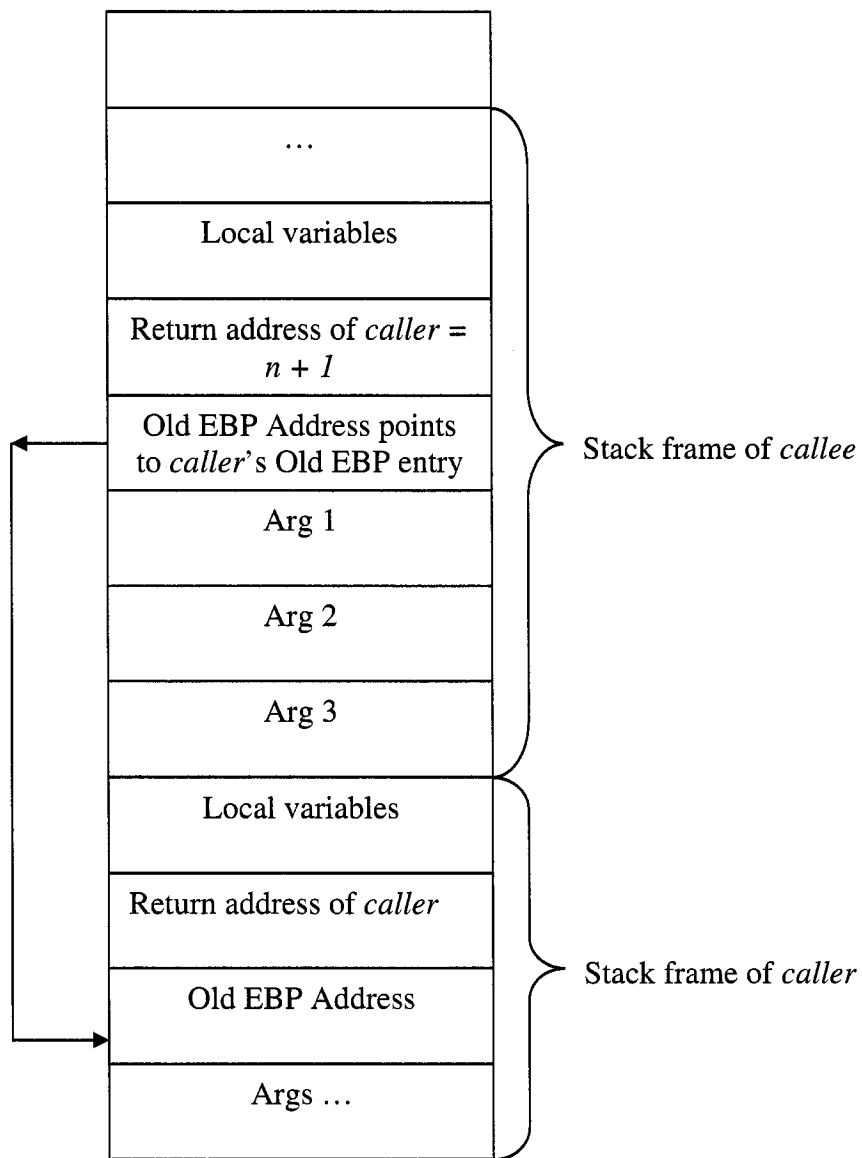 …
Local variables
Return address of caller =
n + 1
Old EBP Address points
to caller's Old EBP entry
Stack frame of callee
Arg 1
Arg 2
Arg 3
Local variables
Return address of caller
Stack frame of caller
Old EBP Address
Args …